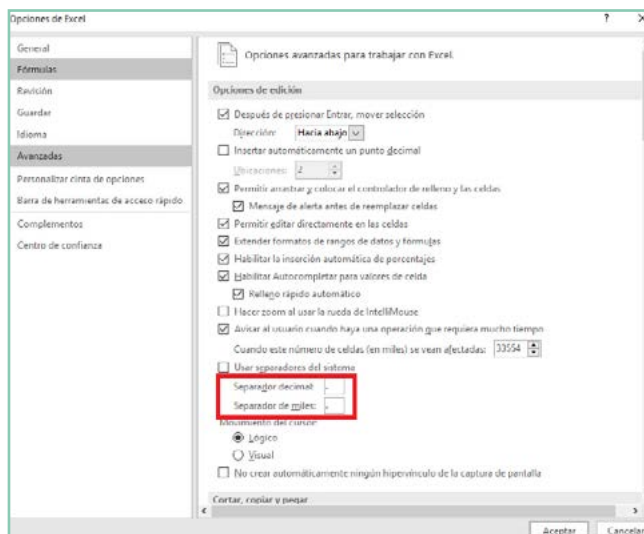 Opciones de Excel
? ×
General
Fórmulas
Revisión
Guardar
Idioma
Avanzadas
Personalizar cinta de opciones
Barra de herramientas de acceso rápido
Complementos
Centro de confianza
Opciones avanzadas para trabajar con Excel.
Opciones de edición
Después de presionar Entrar, mover selección
Dirección: Hacia abajo
Insertar automáticamente un punto decimal
Ubicaciones: 2
Permitir arrastrar y colocar el controlador de relleno y las celdas
Mensaje de alerta antes de reemplazar celdas
Permitir editar directamente en las celdas
Extender formatos de rangos de datos y fórmulas
Habilitar la inserción automática de porcentajes
Habilitar Autocompletar para valores de celda
Relleno rápido automático
Hacer zoom al usar la rueda de IntelliMouse
Avisar al usuario cuando haya una operación que requiera mucho tiempo
Cuando este número de celdas (en miles) se vean afectadas: 33554
Usar separadores del sistema
Separador decimal:
Separador de miles:
Movimiento del cursor:
Lógico
Visual
No crear automáticamente ningún hipervínculo de la captura de pantalla
Cortar, copiar y pegar
Aceptar Cancelar